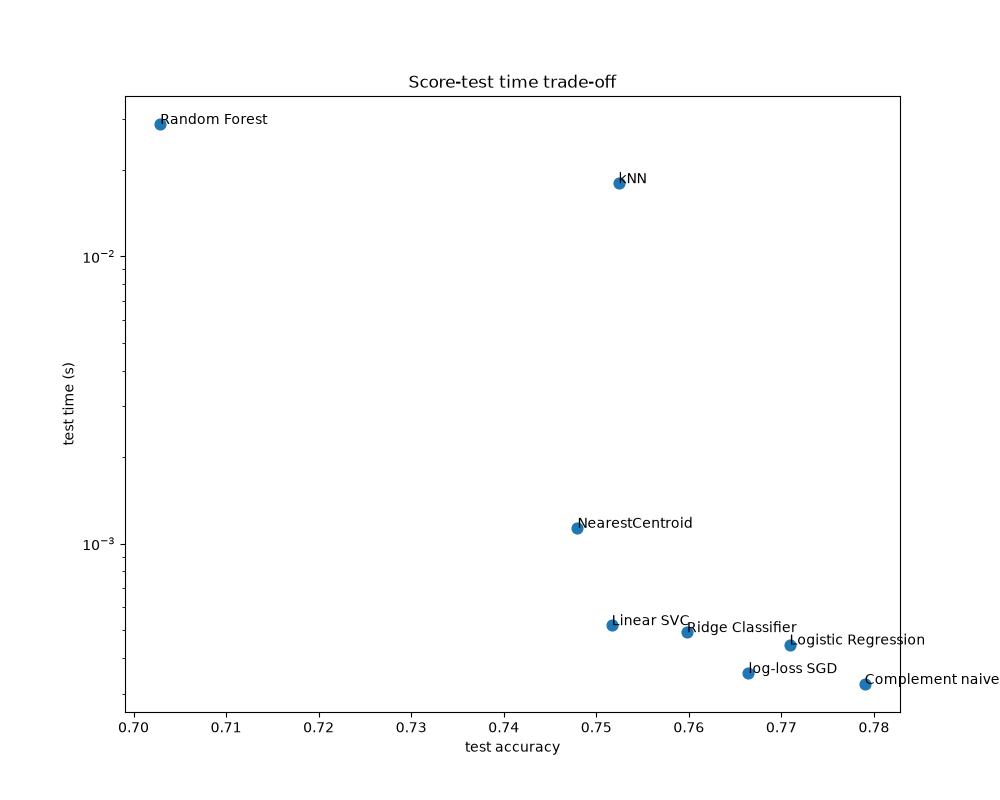 Score-test time trade-off
Random Forest
kNN
10⁻²
test time (s)
NearestCentroid
10⁻³
Linear SVC
Ridge Classifier
Logistic Regression
log-loss SGD
Complement naive
0.70 0.71 0.72 0.73 0.74 0.75 0.76 0.77 0.78
test accuracy